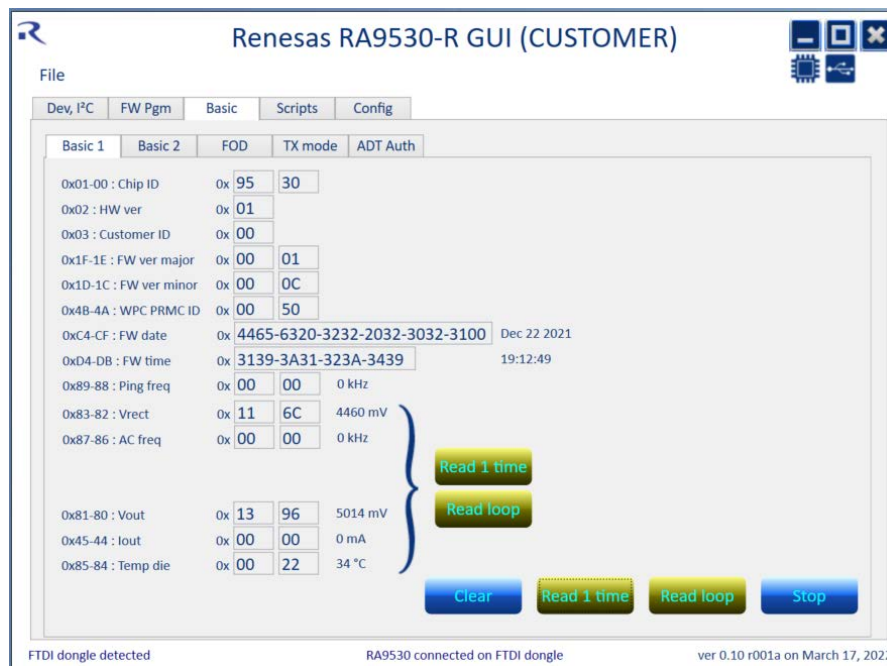 Renesas RA9530-R GUI (CUSTOMER)
File
Dev, I²C FW Pgm Basic Scripts Config
Basic 1 Basic 2 FOD TX mode ADT Auth
0x01-00 : Chip ID 0x 95 30
0x02 : HW ver 0x 01
0x03 : Customer ID 0x 00
0x1F-1E : FW ver major 0x 00 01
0x1D-1C : FW ver minor 0x 00 0C
0x4B-4A : WPC PRMC ID 0x 00 50
0xC4-CF : FW date 0x 4465-6320-3232-2032-3032-3100 Dec 22 2021
0xD4-DB : FW time 0x 3139-3A31-323A-3439 19:12:49
0x89-88 : Ping freq 0x 00 00 0 kHz
0x83-82 : Vrect 0x 11 6C 4460 mV
0x87-86 : AC freq 0x 00 00 0 kHz
Read 1 time
Read loop
0x81-80 : Vout 0x 13 96 5014 mV
0x45-44 : Iout 0x 00 00 0 mA
0x85-84 : Temp die 0x 00 22 34 °C
Clear Read 1 time Read loop Stop
FTDI dongle detected RA9530 connected on FTDI dongle ver 0.10 r001a on March 17, 202